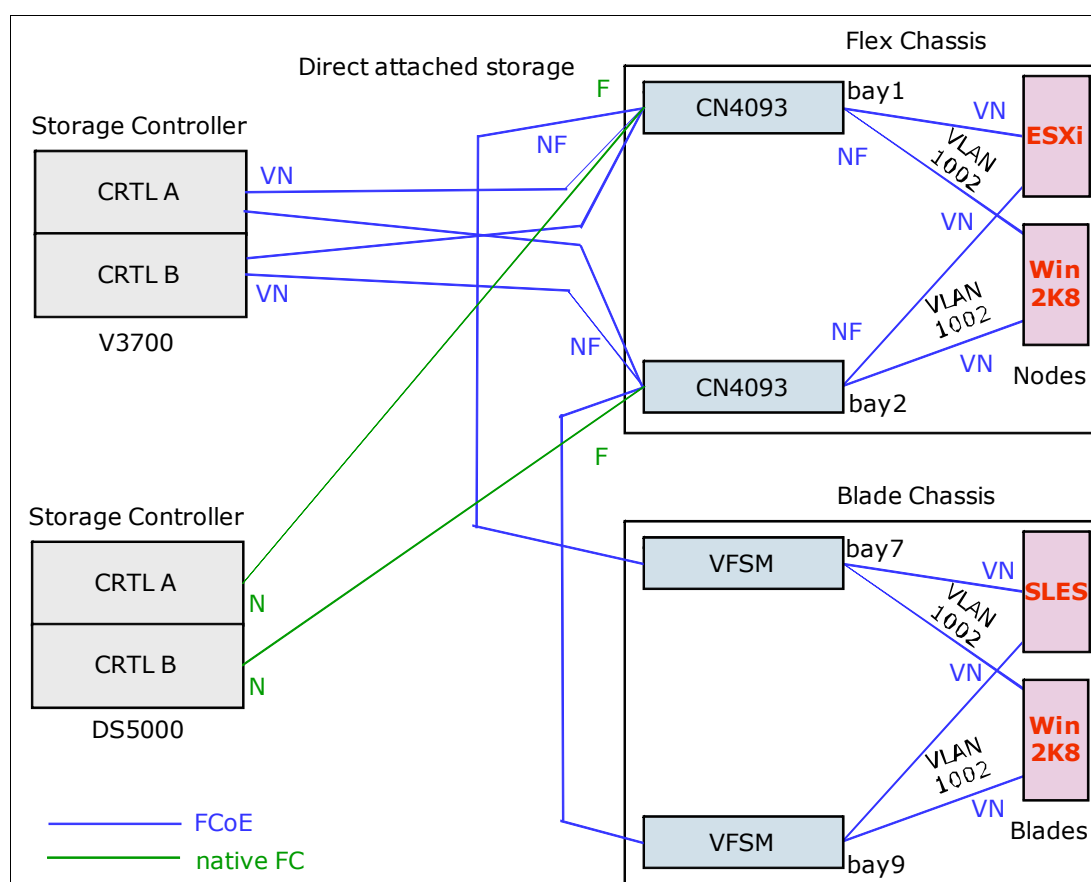 Flex Chassis
Direct attached storage
F
CN4093
bay1
VN
ESXi
NF
NF
VLAN
1002
Storage Controller
CRTL A
VN
VN
CRTL B
VN
Win
2K8
VLAN
1002
V3700
NF
NF
VN
Nodes
CN4093
bay2
F
Storage Controller
Blade Chassis
CRTL A
N
VFSM
bay7
VN
SLES
VLAN
1002
CRTL B
N
VN
DS5000
Win
2K8
VLAN
1002
VN
FCoE
native FC
VFSM
bay9
Blades